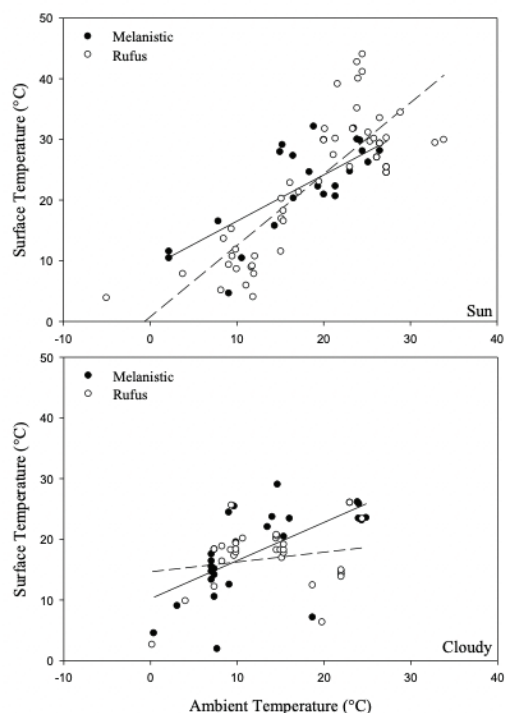 50
Melanistic
Rufus
40
30
20
10
0
Surface Temperature (°C)
Sun
-10 0 10 20 30 40
50
Melanistic
Rufus
40
30
20
10
0
Surface Temperature (°C)
Cloudy
-10 0 10 20 30 40
Ambient Temperature (°C)